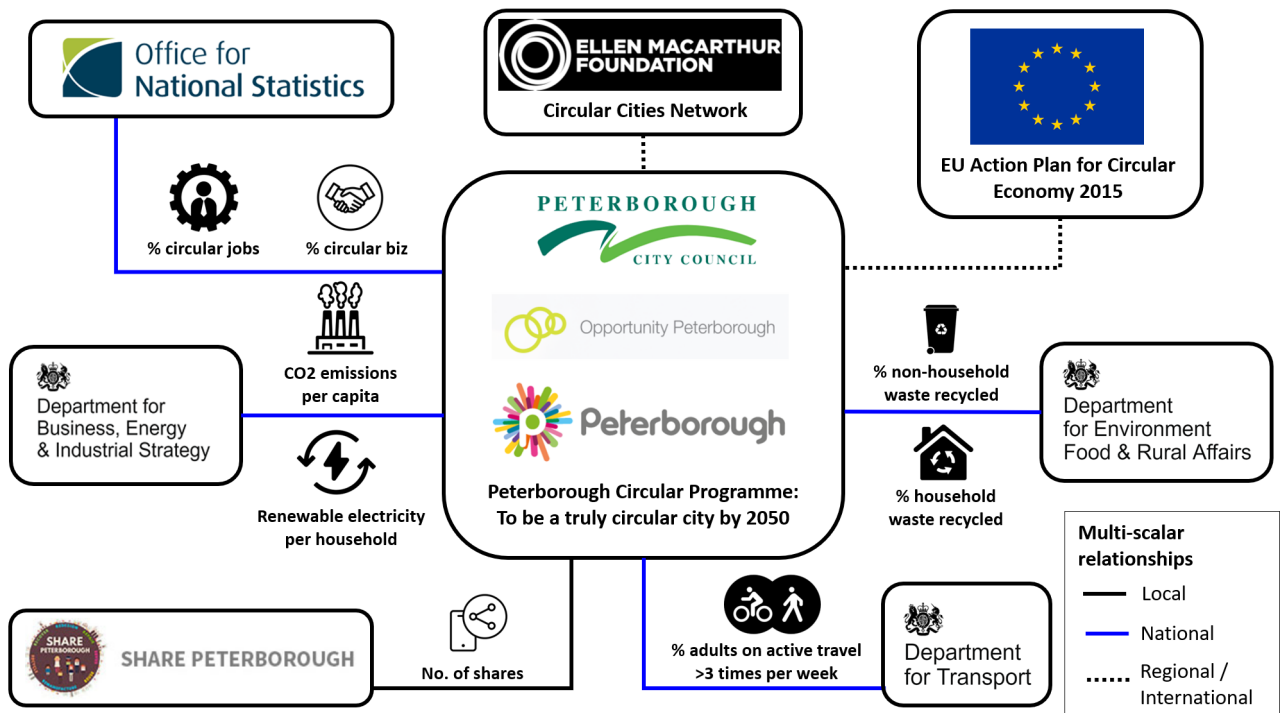 Office for
National Statistics
ELLEN MACARTHUR
FOUNDATION
Circular Cities Network
EU Action Plan for Circular
Economy 2015
% circular jobs
% circular biz
PETERBOROUGH
CITY COUNCIL
Opportunity Peterborough
Peterborough
Peterborough Circular Programme:
To be a truly circular city by 2050
CO2 emissions
per capita
Department for
Business, Energy
& Industrial Strategy
Renewable electricity
per household
% non-household
waste recycled
Department
for Environment
Food & Rural Affairs
% household
waste recycled
SHARE
PETERBOROUGH
SHARE PETERBOROUGH
No. of shares
% adults on active travel
>3 times per week
Department
for Transport
Multi-scalar
relationships
Local
National
Regional /
International